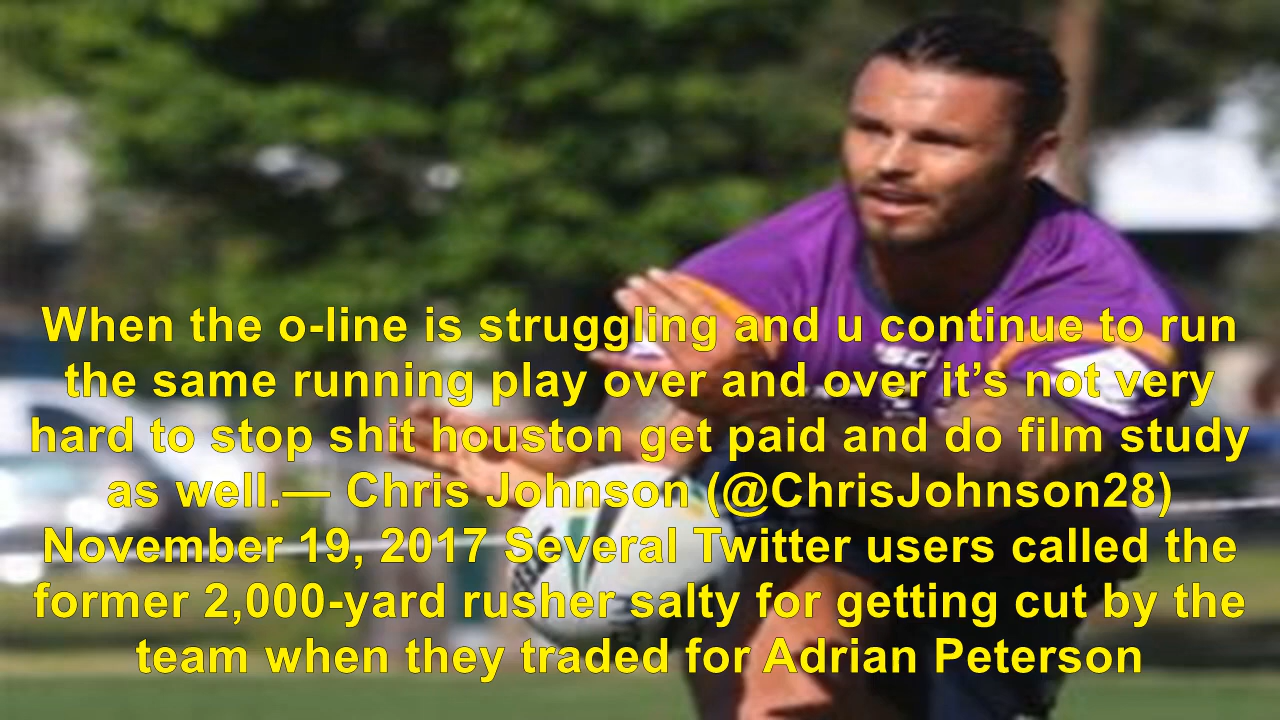 When the o-line is struggling and u continue to run
the same running play over and over it’s not very
hard to stop shit houston get paid and do film study
as well.— Chris Johnson (@ChrisJohnson28)
November 19, 2017 Several Twitter users called the
former 2,000-yard rusher salty for getting cut by the
team when they traded for Adrian Peterson